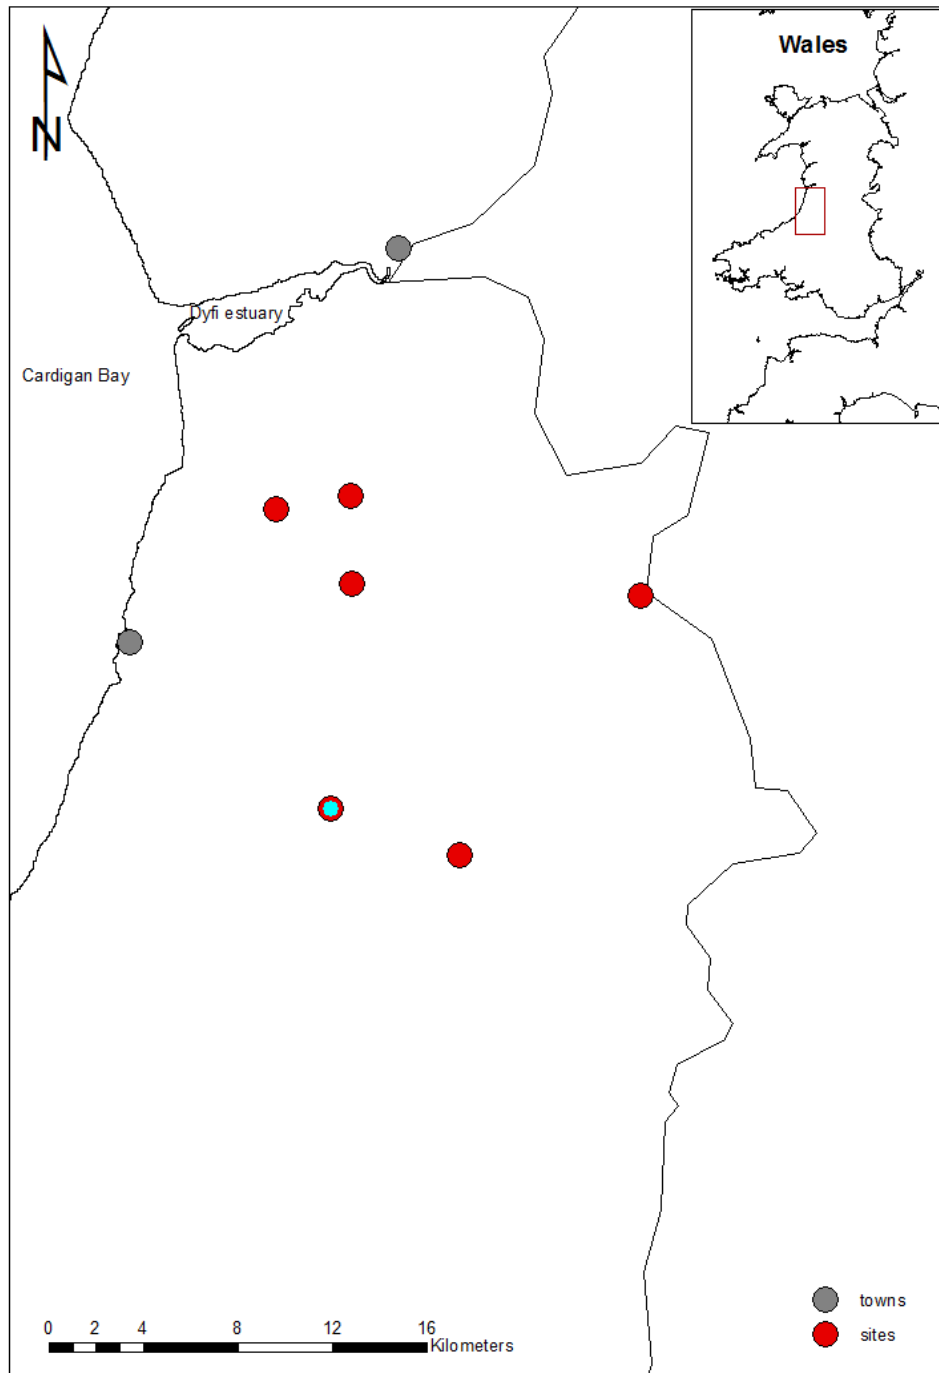 Wales
N
Dyfi estuary
Cardigan Bay
towns
sites
0 2 4 8 12 16
Kilometers